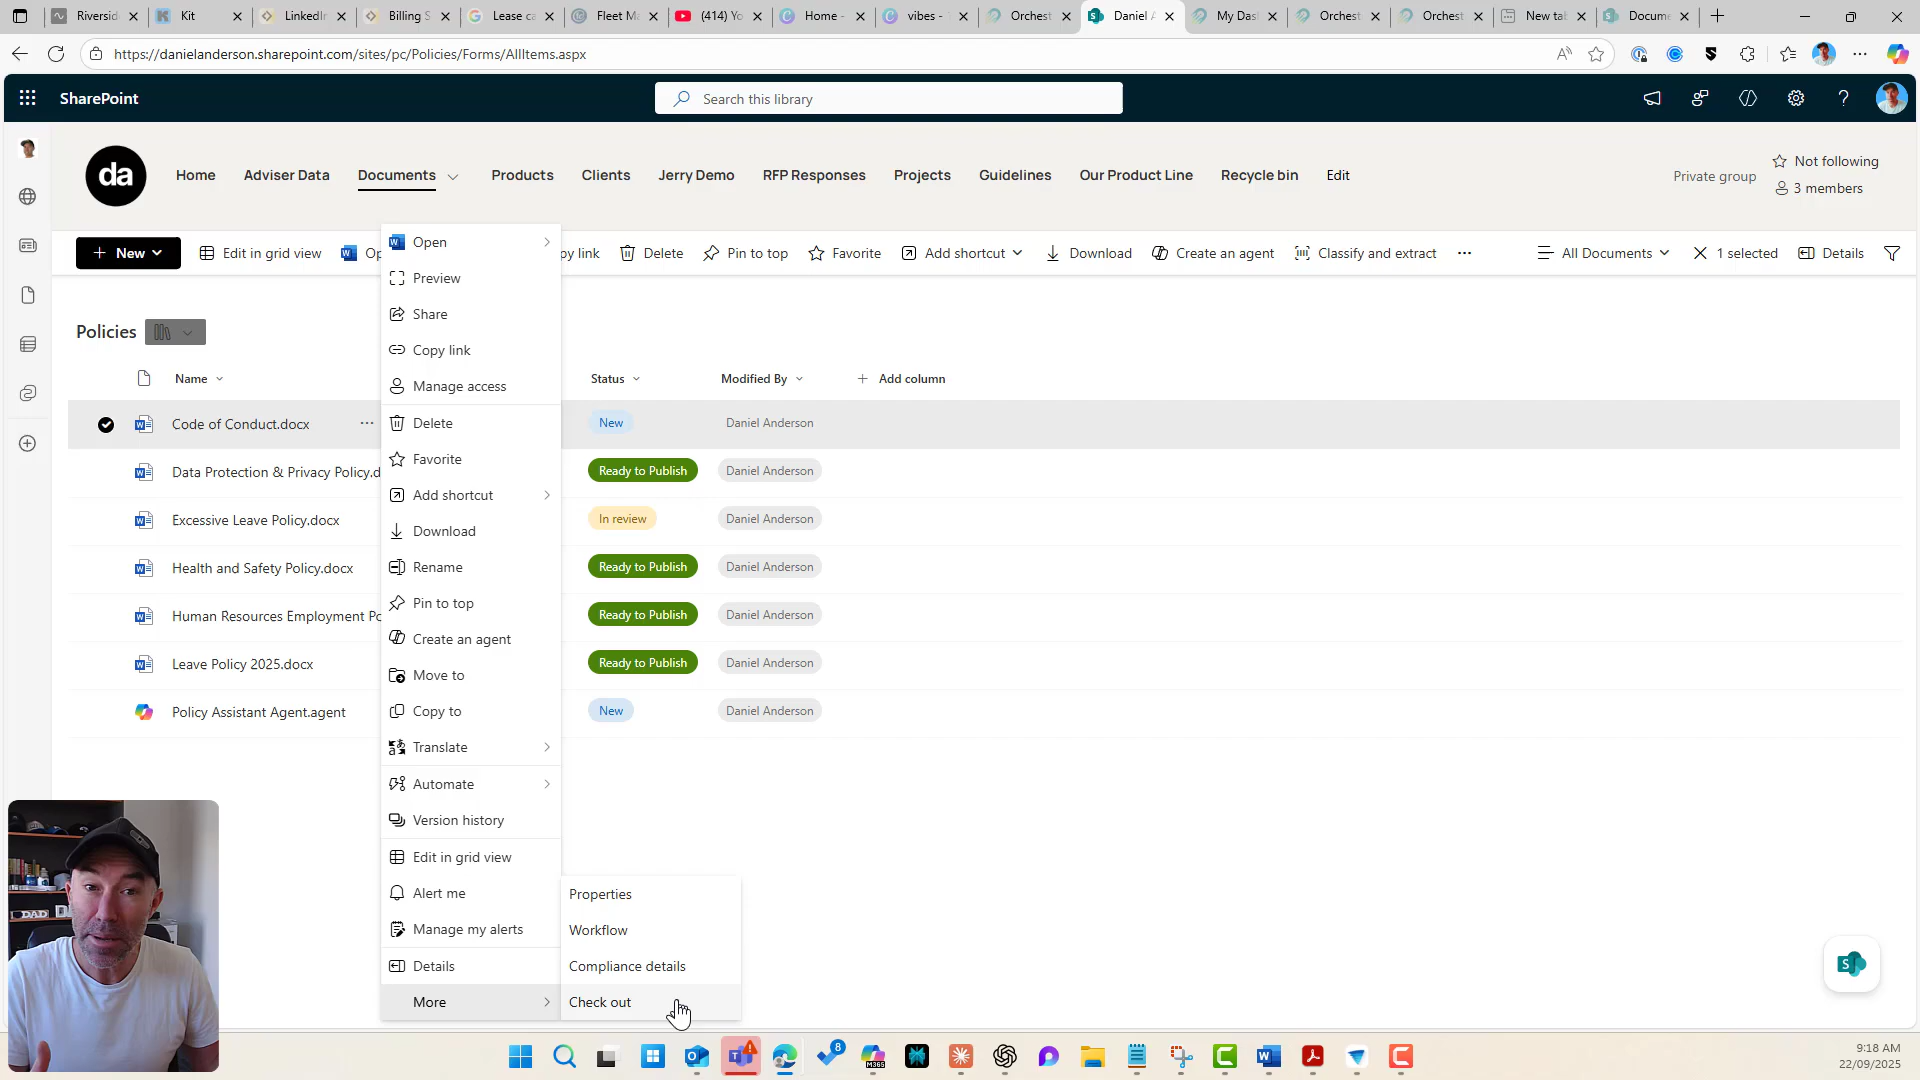 Riversid
Kit
LinkedIn
Billing S
Lease ca
Fleet Ma
(414) Yo
Home -
vibes -
Orchest
Daniel A
My Das
Orchest
Orchest
New tab
Docume
https://danielanderson.sharepoint.com/sites/pc/Policies/Forms/AllItems.aspx
SharePoint
Search this library
da
Home
Adviser Data
Documents
Products
Clients
Jerry Demo
RFP Responses
Projects
Guidelines
Our Product Line
Recycle bin
Edit
Private group
Not following
3 members
New
Edit in grid view
Op
py link
Delete
Pin to top
Favorite
Add shortcut
Download
Create an agent
Classify and extract
All Documents
1 selected
Details
Policies
Name
Status
Modified By
Add column
Code of Conduct.docx
New
Daniel Anderson
Data Protection & Privacy Policy.d
Ready to Publish
Daniel Anderson
Excessive Leave Policy.docx
In review
Daniel Anderson
Health and Safety Policy.docx
Ready to Publish
Daniel Anderson
Human Resources Employment Po
Ready to Publish
Daniel Anderson
Leave Policy 2025.docx
Ready to Publish
Daniel Anderson
Policy Assistant Agent.agent
New
Daniel Anderson
Open
Preview
Share
Copy link
Manage access
Delete
Favorite
Add shortcut
Download
Rename
Pin to top
Create an agent
Move to
Copy to
Translate
Automate
Version history
Edit in grid view
Alert me
Manage my alerts
Details
More
Properties
Workflow
Compliance details
Check out
DAD
8
M365
9:18 AM
22/09/2025